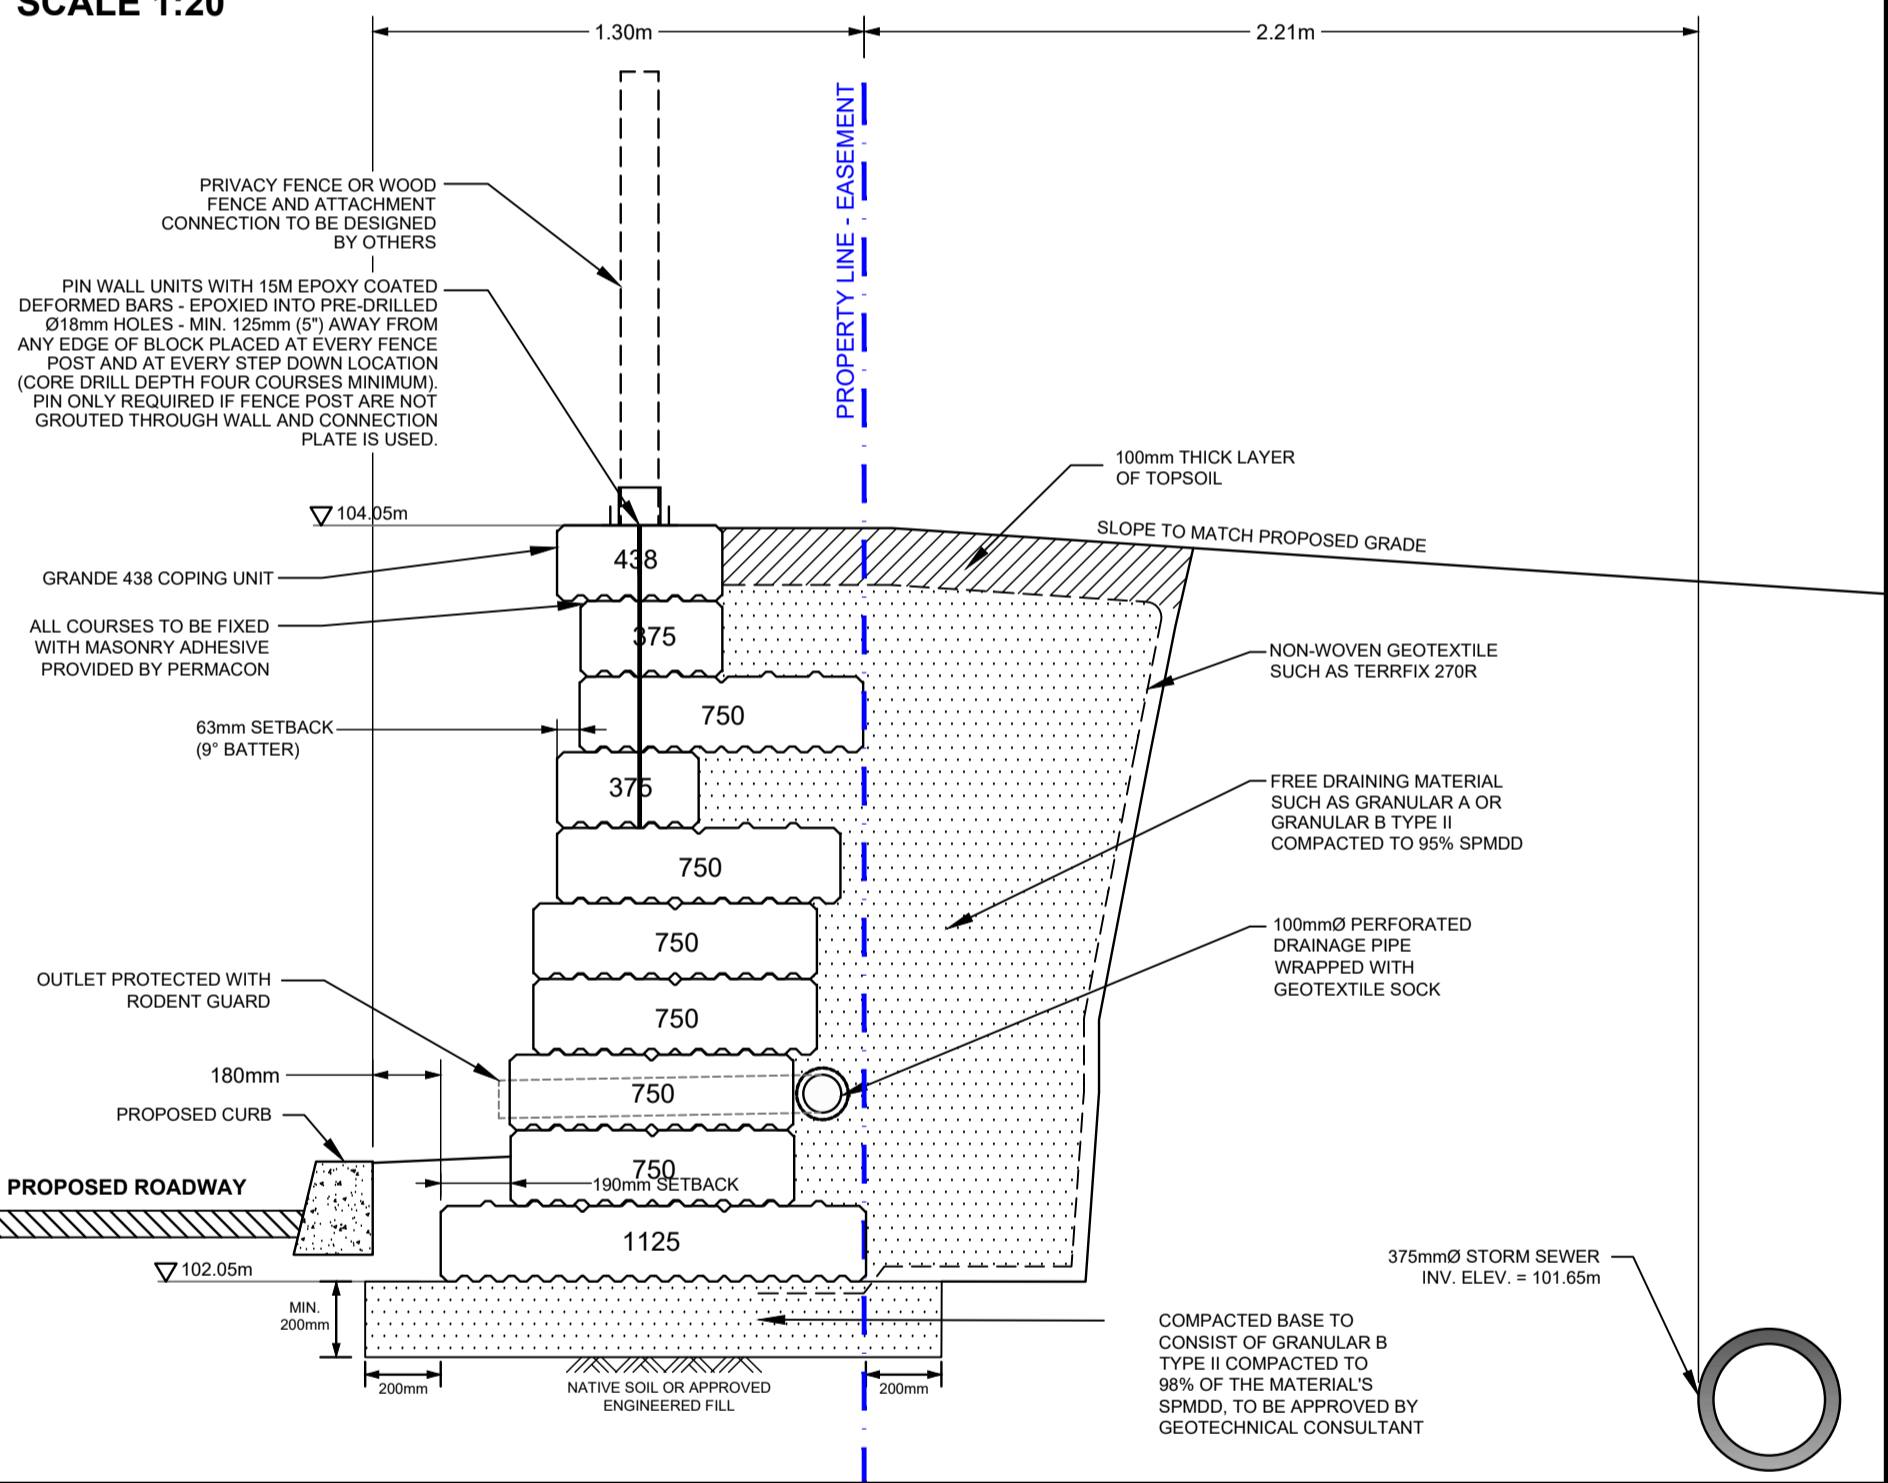 SCALE 1:20
1.30m
2.21m
PROPERTY LINE - EASEMENT
PRIVACY FENCE OR WOOD
FENCE AND ATTACHMENT
CONNECTION TO BE DESIGNED
BY OTHERS
PIN WALL UNITS WITH 15M EPOXY COATED
DEFORMED BARS - EPOXIED INTO PRE-DRILLED
Ø18mm HOLES - MIN. 125mm (5") AWAY FROM
ANY EDGE OF BLOCK PLACED AT EVERY FENCE
POST AND AT EVERY STEP DOWN LOCATION
(CORE DRILL DEPTH FOUR COURSES MINIMUM).
PIN ONLY REQUIRED IF FENCE POST ARE NOT
GROUTED THROUGH WALL AND CONNECTION
PLATE IS USED.
100mm THICK LAYER
OF TOPSOIL
104.05m
SLOPE TO MATCH PROPOSED GRADE
438
GRANDE 438 COPING UNIT
ALL COURSES TO BE FIXED
WITH MASONRY ADHESIVE
PROVIDED BY PERMACON
375
NON-WOVEN GEOTEXTILE
SUCH AS TERRFIX 270R
63mm SETBACK
(9° BATTER)
750
375
FREE DRAINING MATERIAL
SUCH AS GRANULAR A OR
GRANULAR B TYPE II
COMPACTED TO 95% SPMDD
750
750
100mmØ PERFORATED
DRAINAGE PIPE
WRAPPED WITH
GEOTEXTILE SOCK
OUTLET PROTECTED WITH
RODENT GUARD
750
180mm
750
PROPOSED CURB
750
190mm SETBACK
PROPOSED ROADWAY
1125
102.05m
375mmØ STORM SEWER
INV. ELEV. = 101.65m
MIN.
200mm
COMPACTED BASE TO
CONSIST OF GRANULAR B
TYPE II COMPACTED TO
98% OF THE MATERIAL'S
SPMDD, TO BE APPROVED BY
GEOTECHNICAL CONSULTANT
200mm
NATIVE SOIL OR APPROVED
ENGINEERED FILL
200mm